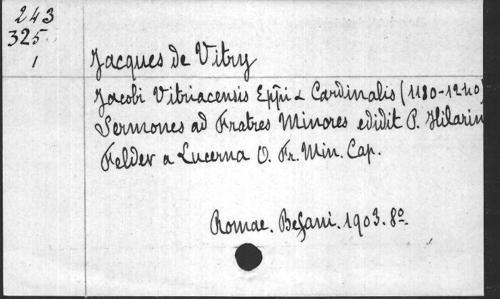 243
325
1
Jacques de Vitry
Jacobi Vitriacensis Epp̄i & Cardinalis (1180-1240)
Sermones ad Fratres Minores edidit P. Hilarin
Felder a Lucerna O. Fr. Min. Cap.
Romae. Befani. 1903. 8o.